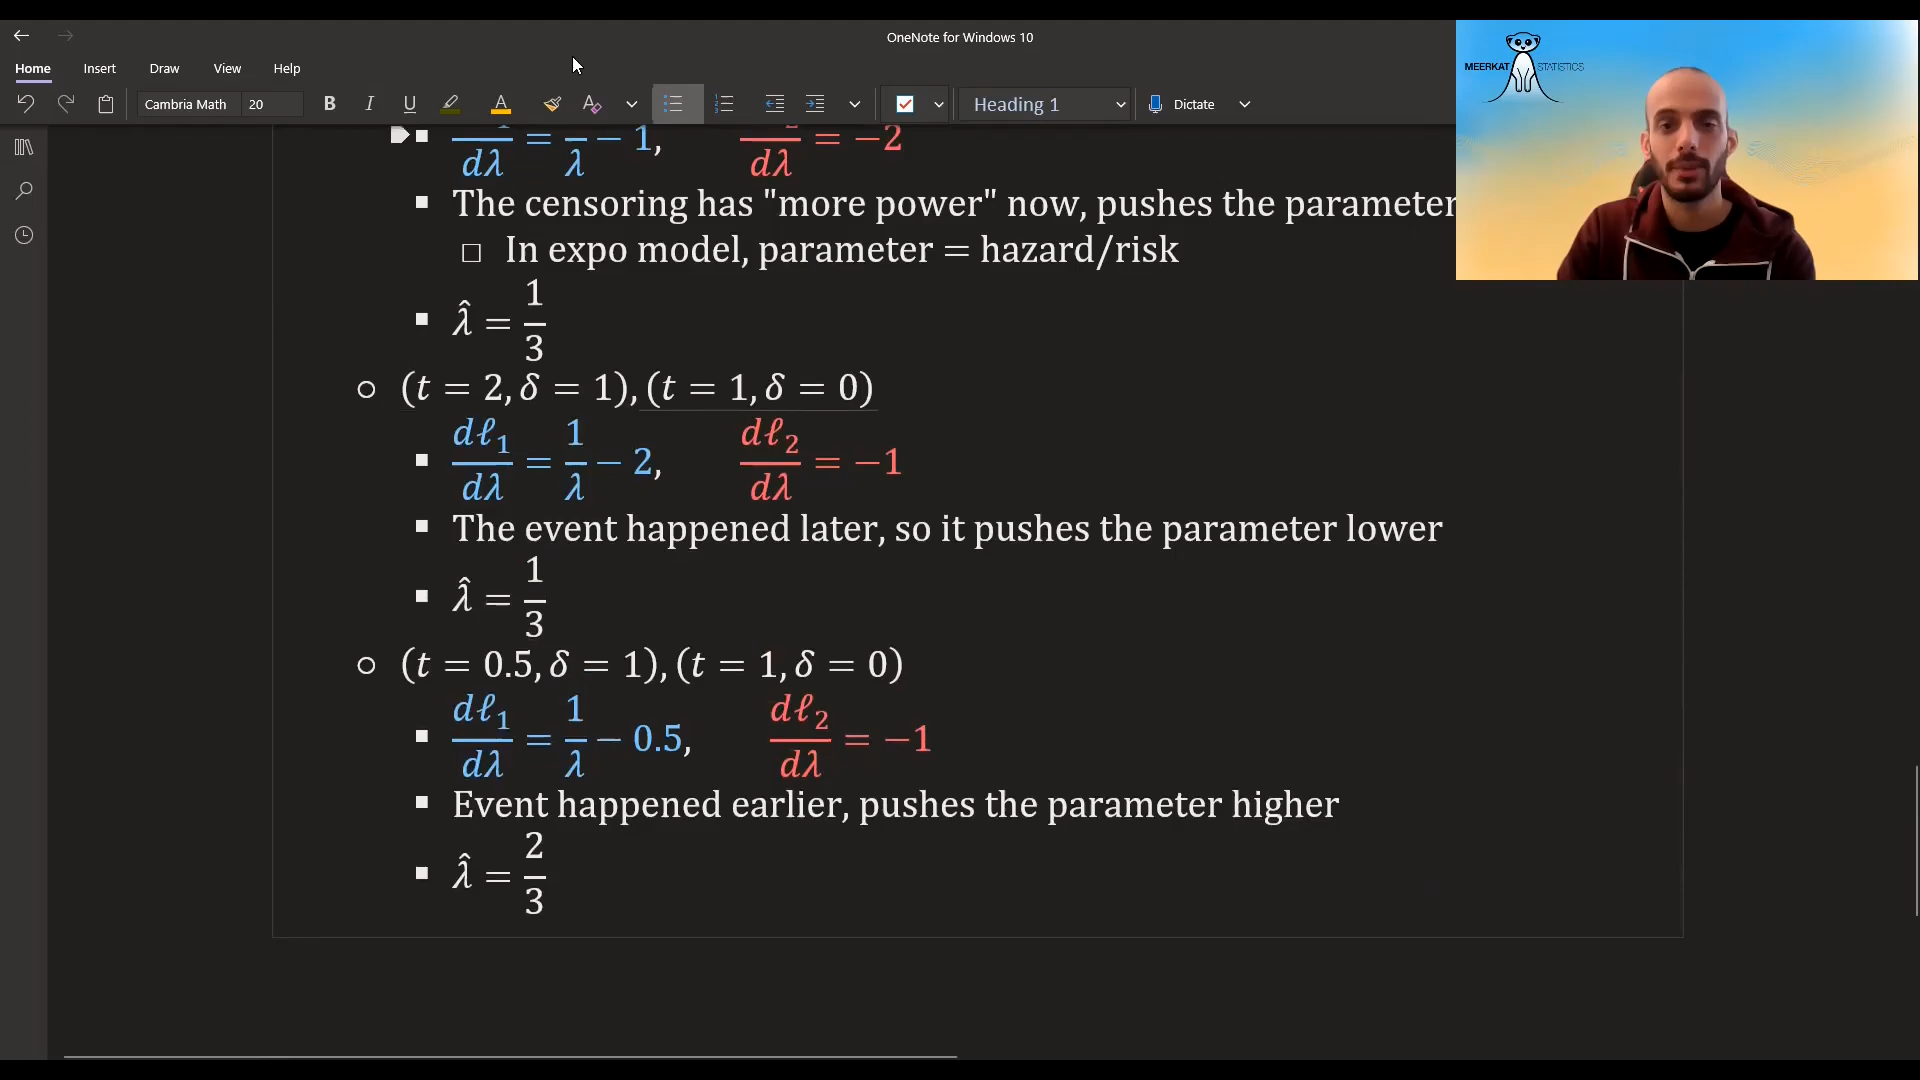 OneNote for Windows 10
Home Insert Draw View Help
Cambria Math 20 B I U A A Heading 1 Dictate
MEERKAT STATISTICS
dλ = λ − 1, dλ = −2
The censoring has "more power" now, pushes the parameter
In expo model, parameter = hazard/risk
λ̂ = 1/3
(t = 2, δ = 1), (t = 1, δ = 0)
dℓ₁/dλ = 1/λ − 2, dℓ₂/dλ = −1
The event happened later, so it pushes the parameter lower
λ̂ = 1/3
(t = 0.5, δ = 1), (t = 1, δ = 0)
dℓ₁/dλ = 1/λ − 0.5, dℓ₂/dλ = −1
Event happened earlier, pushes the parameter higher
λ̂ = 2/3